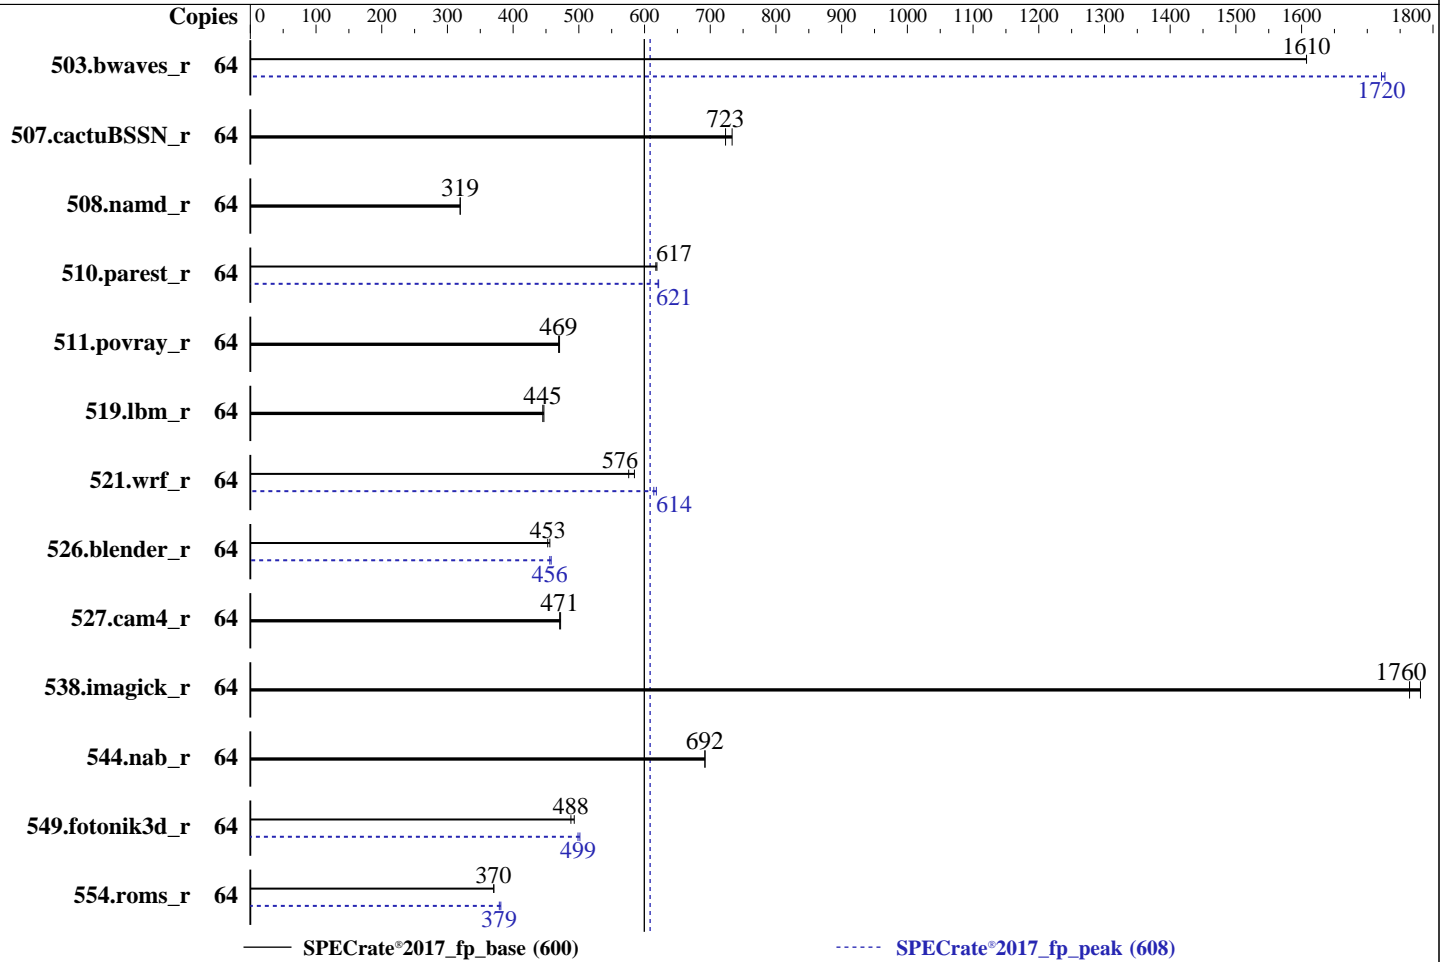 Copies 0 100 200 300 400 500 600 700 800 900 1000 1100 1200 1300 1400 1500 1600 1800
503.bwaves_r 64 1610
1720
507.cactuBSSN_r 64 723
508.namd_r 64 319
510.parest_r 64 617
621
511.povray_r 64 469
519.lbm_r 64 445
521.wrf_r 64 576
614
526.blender_r 64 453
456
527.cam4_r 64 471
538.imagick_r 64 1760
544.nab_r 64 692
549.fotonik3d_r 64 488
499
554.roms_r 64 370
379
SPECrate®2017_fp_base (600) SPECrate®2017_fp_peak (608)